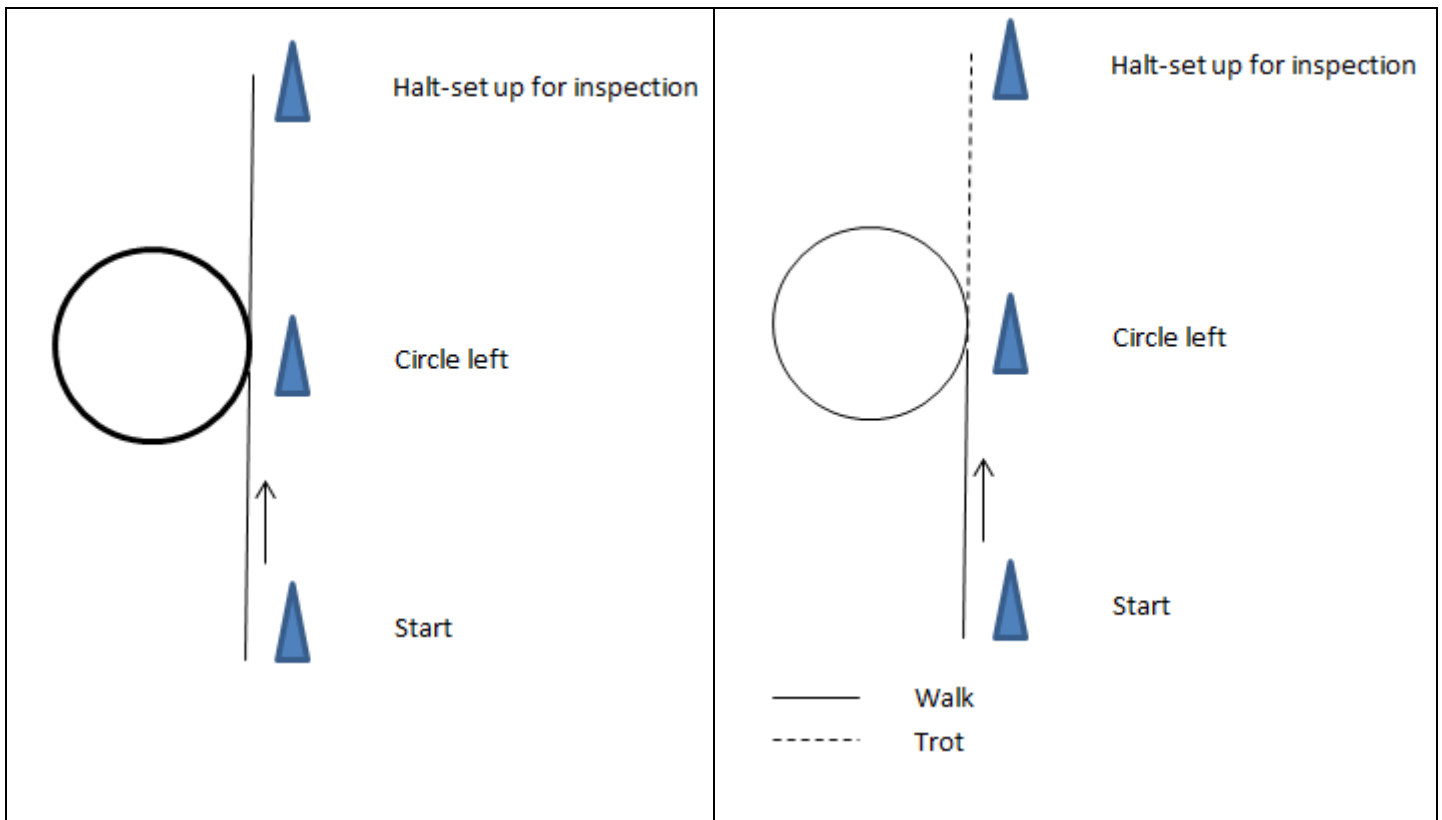 Halt-set up for inspection
Circle left
Start
Halt-set up for inspection
Circle left
Start
Walk
Trot